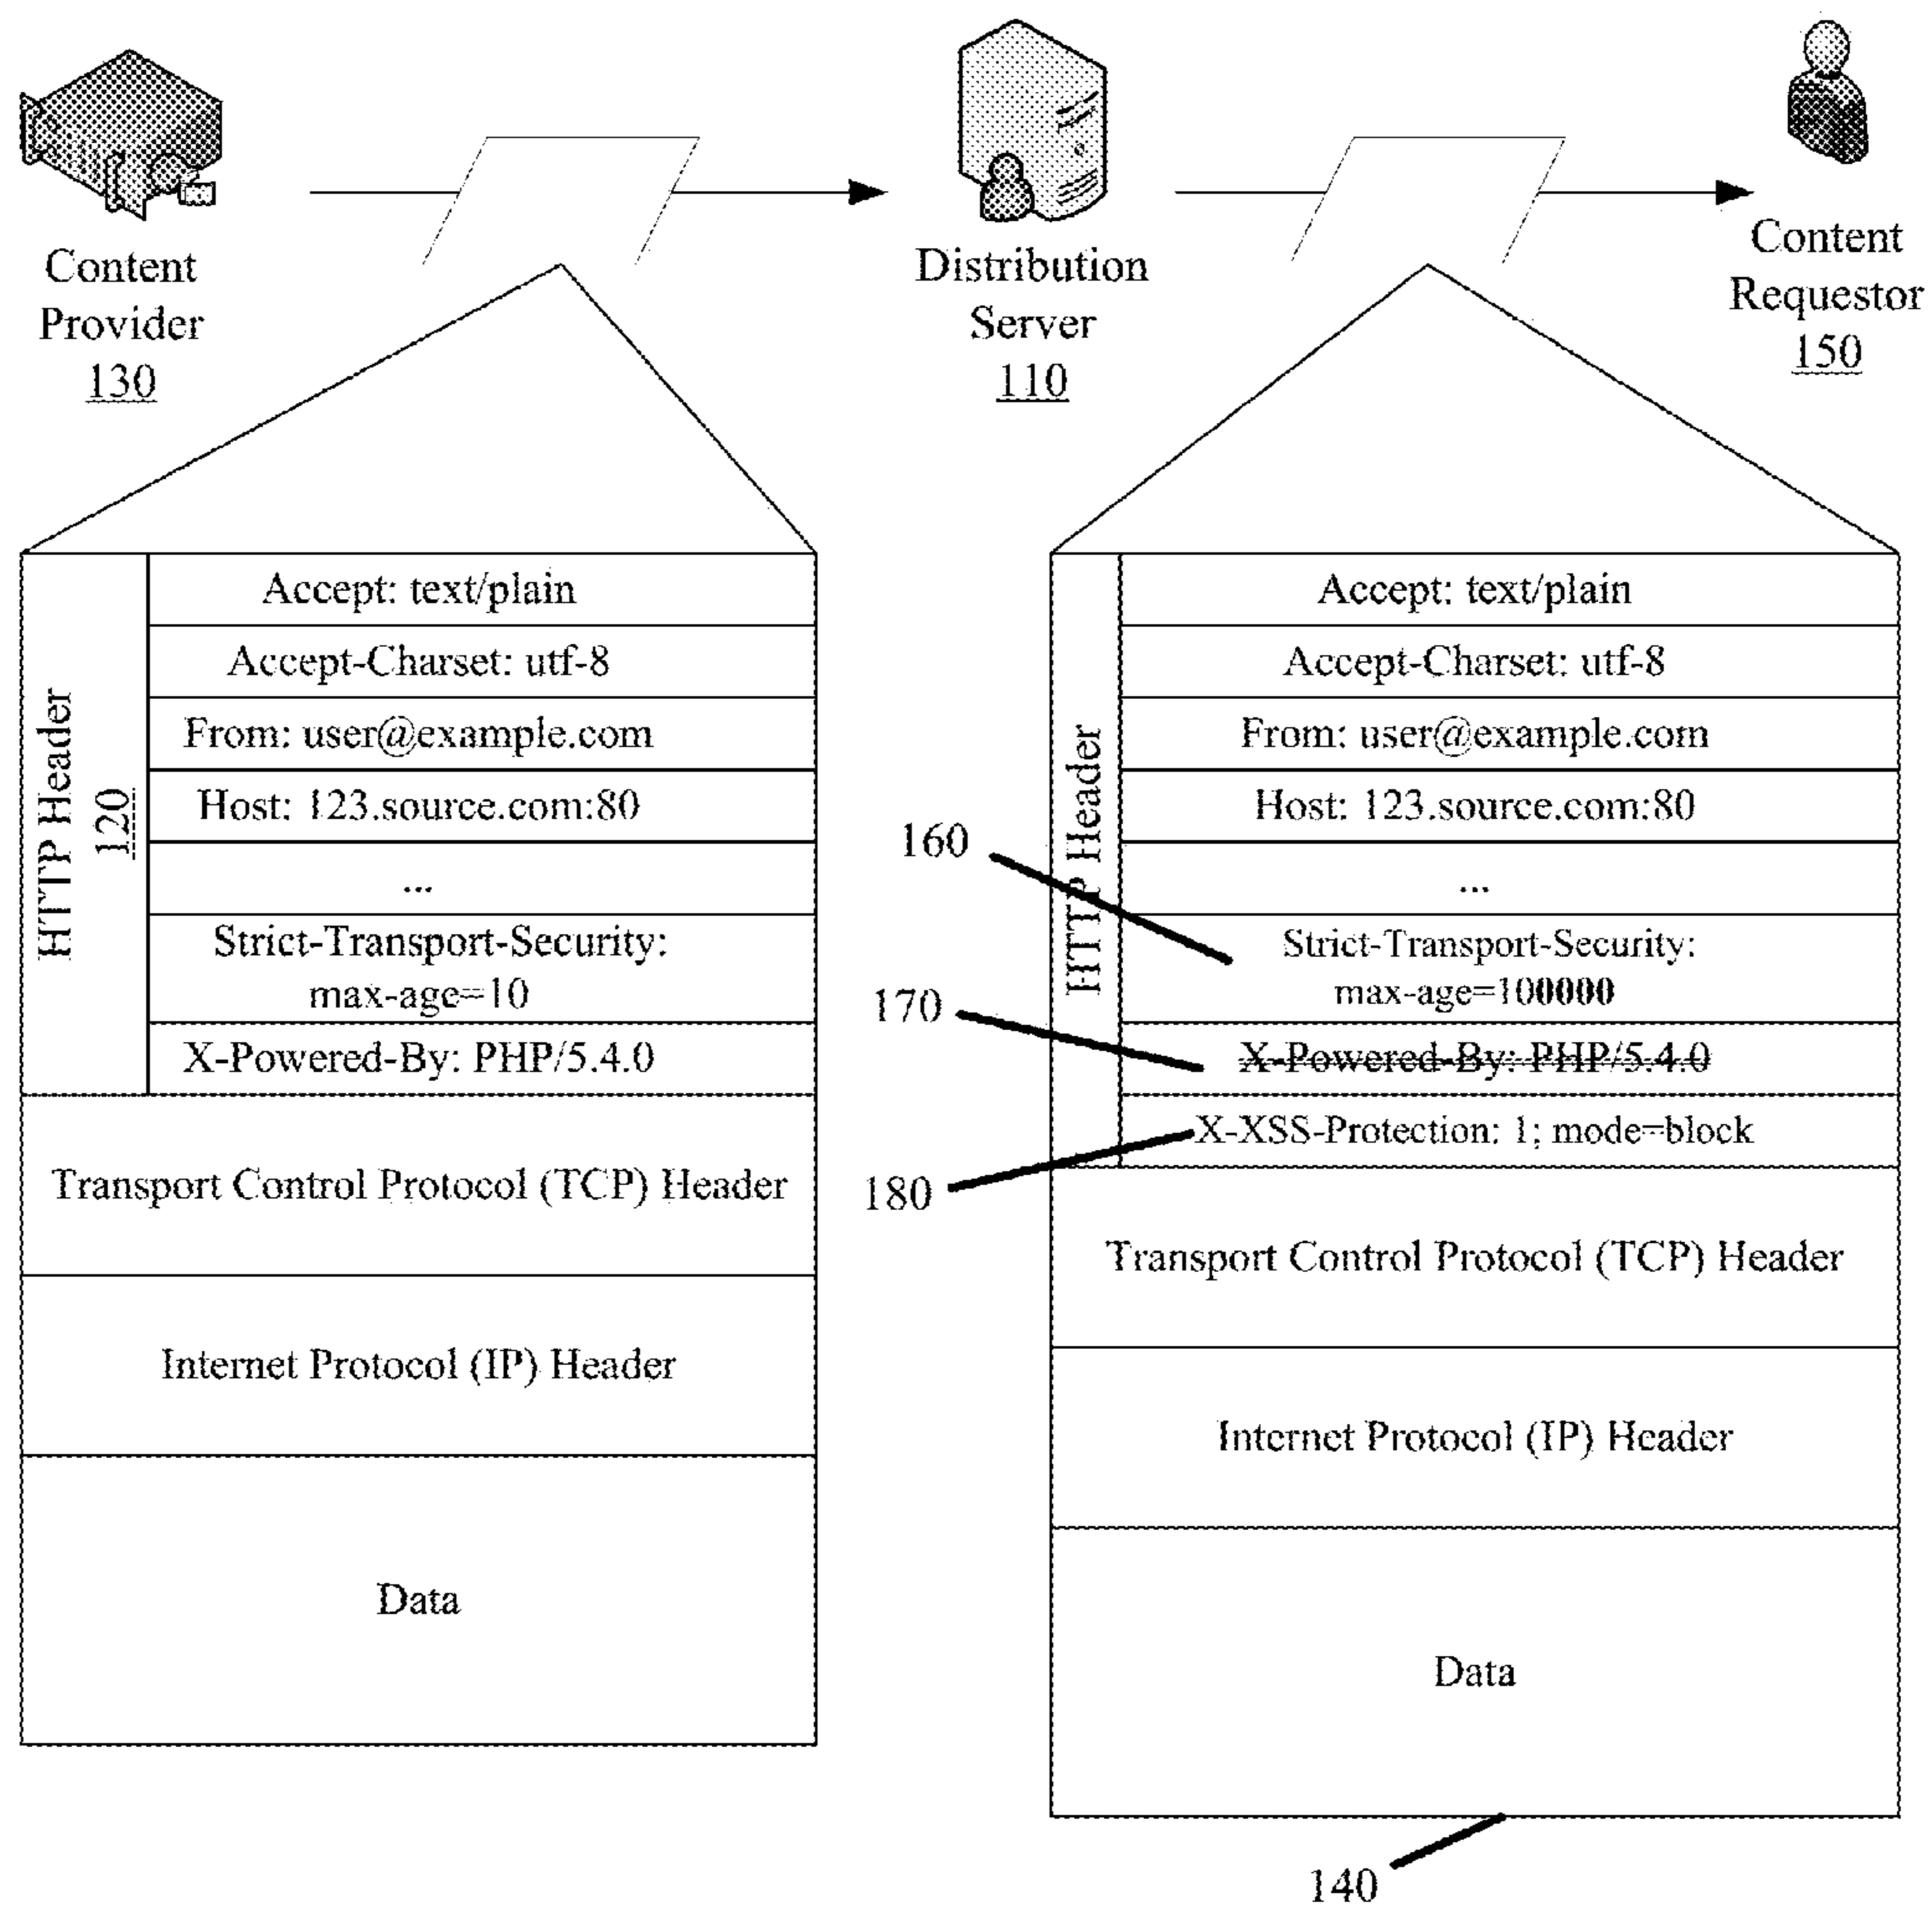 Content
Provider
130
Distribution
Server
110
Content
Requestor
150
HTTP Header
120
Accept: text/plain
Accept-Charset: utf-8
From: user@example.com
Host: 123.source.com:80
...
Strict-Transport-Security:
max-age=10
X-Powered-By: PHP/5.4.0
Transport Control Protocol (TCP) Header
Internet Protocol (IP) Header
Data
160
170
180
HTTP Header
Accept: text/plain
Accept-Charset: utf-8
From: user@example.com
Host: 123.source.com:80
...
Strict-Transport-Security:
max-age=100000
X-Powered-By: PHP/5.4.0
X-XSS-Protection: 1; mode=block
Transport Control Protocol (TCP) Header
Internet Protocol (IP) Header
Data
140